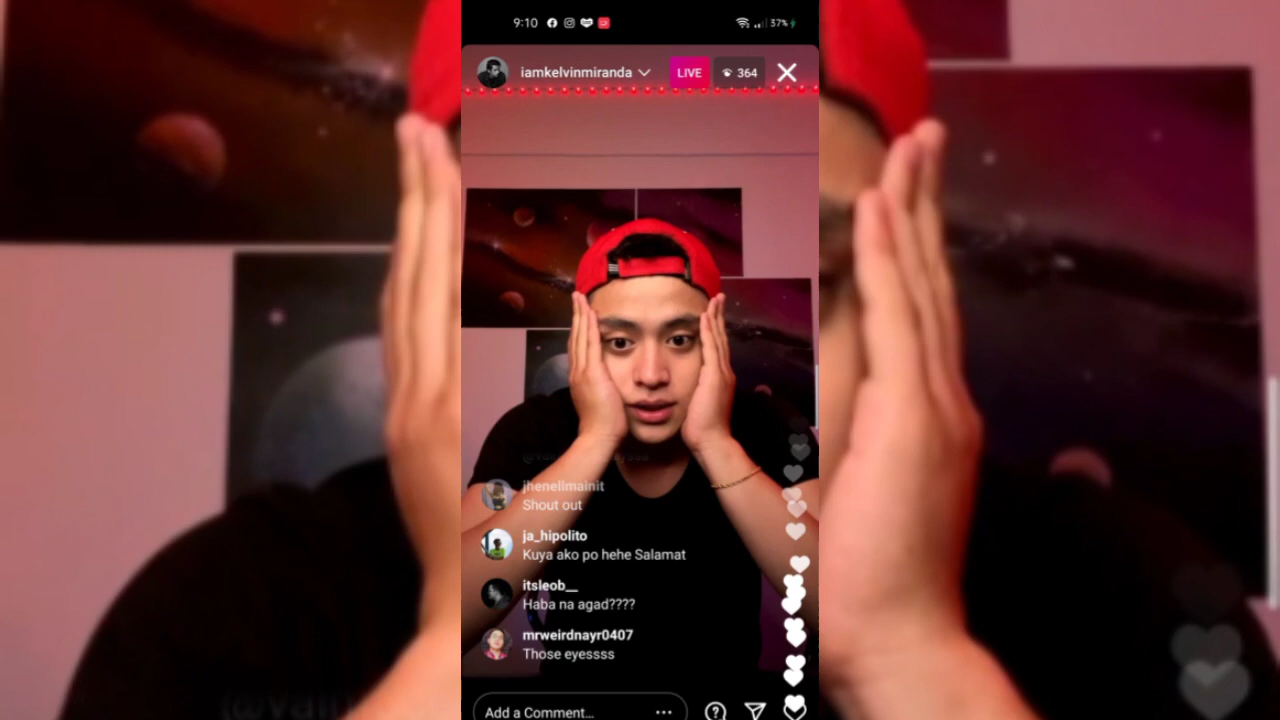 9:10
37%
iamkelvinmiranda
LIVE
364
jhenellmainit
Shout out
ja_hipolito
Kuya ako po hehe Salamat
itsleob__
Haba na agad????
mrweirdnayr0407
Those eyessss
Add a Comment...